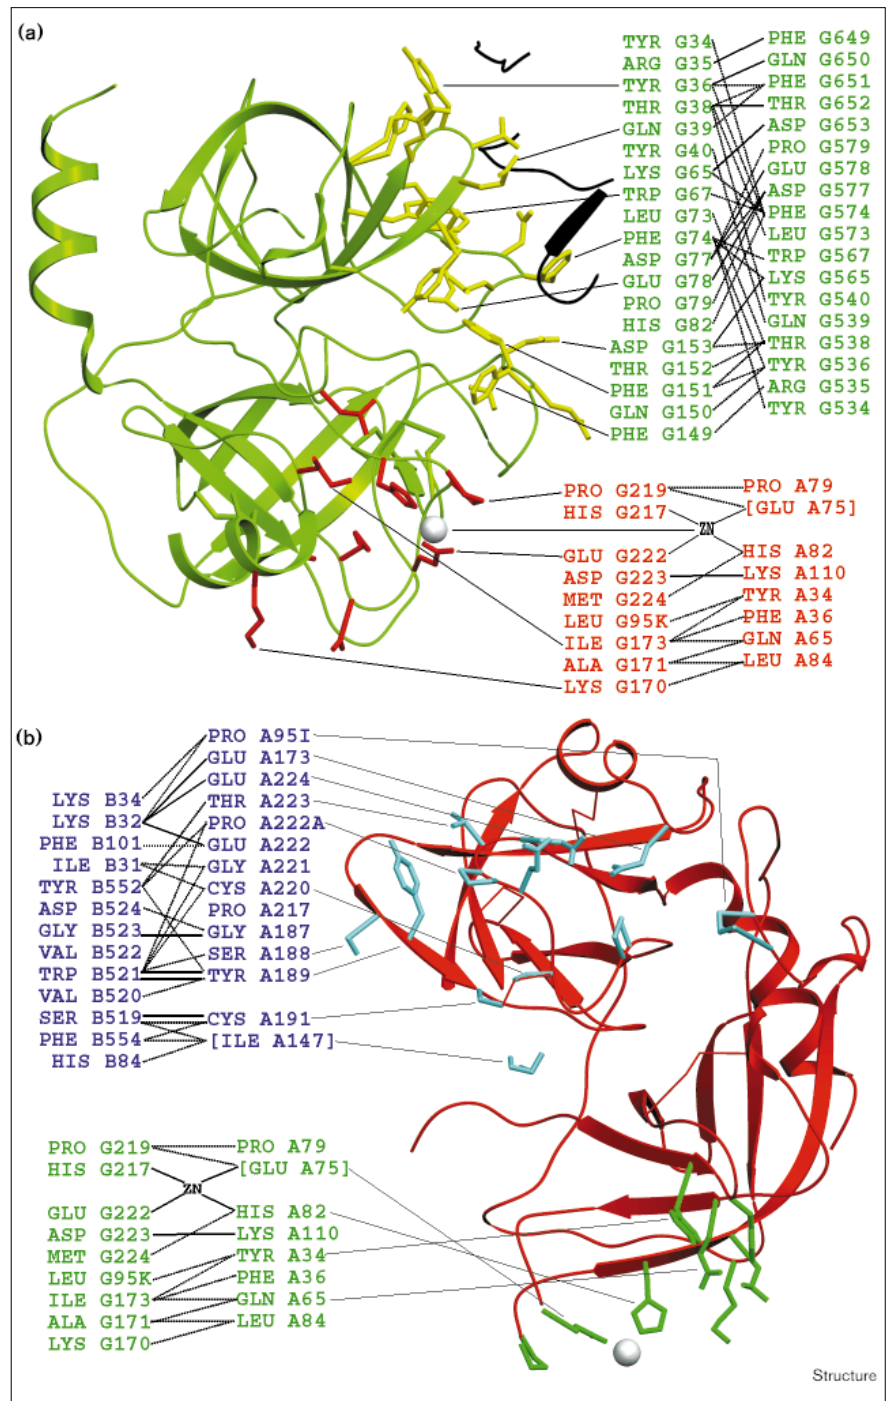 (a)
TYR G34
ARG G35
TYR G36
THR G38
GLN G39
TYR G40
LYS G65
TRP G67
LEU G73
PHE G74
ASP G77
GLU G78
PRO G79
HIS G82
ASP G153
THR G152
PHE G151
GLN G150
PHE G149
PHE G649
GLN G650
PHE G651
THR G652
ASP G653
PRO G579
GLU G578
ASP G577
PHE G574
LEU G573
TRP G567
LYS G565
TYR G540
GLN G539
THR G538
TYR G536
ARG G535
TYR G534
PRO G219
HIS G217
GLU G222
ASP G223
MET G224
LEU G95K
ILE G173
ALA G171
LYS G170
ZN
PRO A79
[GLU A75]
HIS A82
LYS A110
TYR A34
PHE A36
GLN A65
LEU A84
(b)
LYS B34
LYS B32
PHE B101
ILE B31
TYR B552
ASP B524
GLY B523
VAL B522
TRP B521
VAL B520
SER B519
PHE B554
HIS B84
PRO A95I
GLU A173
GLU A224
THR A223
PRO A222A
GLU A222
GLY A221
CYS A220
PRO A217
GLY A187
SER A188
TYR A189
CYS A191
[ILE A147]
PRO G219
HIS G217
GLU G222
ASP G223
MET G224
LEU G95K
ILE G173
ALA G171
LYS G170
ZN
PRO A79
[GLU A75]
HIS A82
LYS A110
TYR A34
PHE A36
GLN A65
LEU A84
Structure